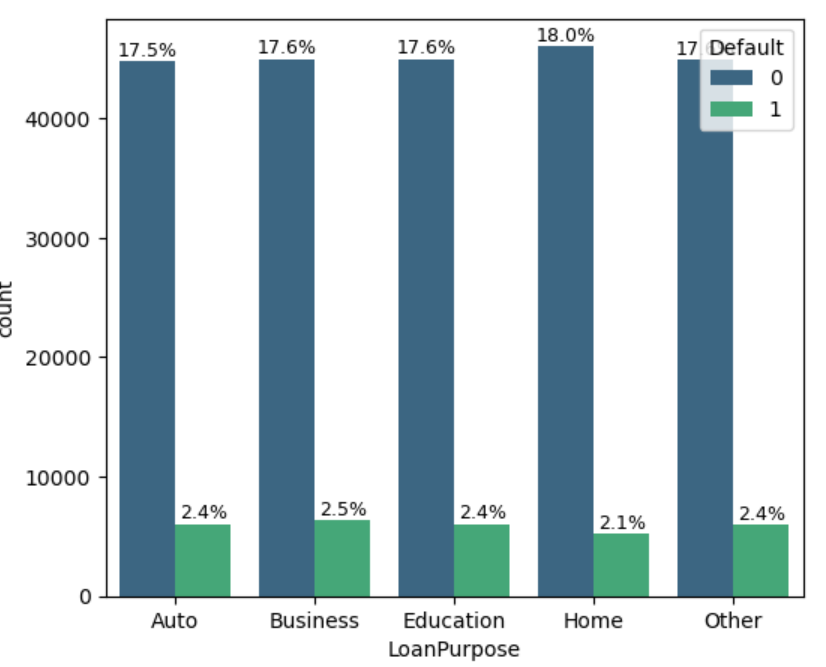 17.5%
17.6%
17.6%
18.0%
Default
0
1
40000
30000
20000
10000
0
count
2.4%
2.5%
2.4%
2.1%
2.4%
Auto
Business
Education
Home
Other
LoanPurpose